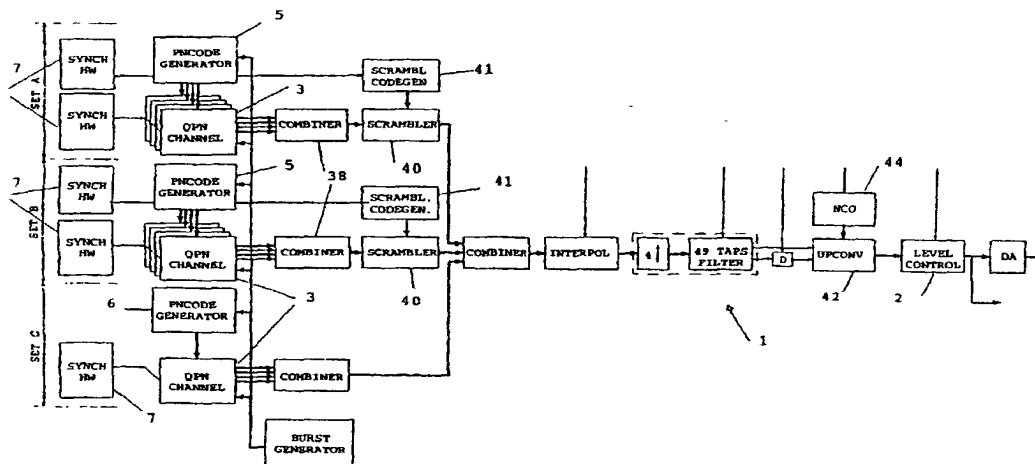 5
7
SYNCH
HW
PNCODE
GENERATOR
SCRAMBL
CODEGEN
41
SET A
SYNCH
HW
3
QPN
CHANNEL
COMBINER
SCRAMBLER
40
5
38
7
SYNCH
HW
PNCODE
GENERATOR
SCRAMBL.
CODEGEN.
41
44
NCO
SET B
SYNCH
HW
QPN
CHANNEL
COMBINER
SCRAMBLER
COMBINER
INTERPOL
4
49 TAPS
FILTER
D
UPCONV
LEVEL
CONTROL
DA
40
42
2
3
6
PNCODE
GENERATOR
1
SET C
SYNCH
HW
QPN
CHANNEL
COMBINER
7
BURST
GENERATOR